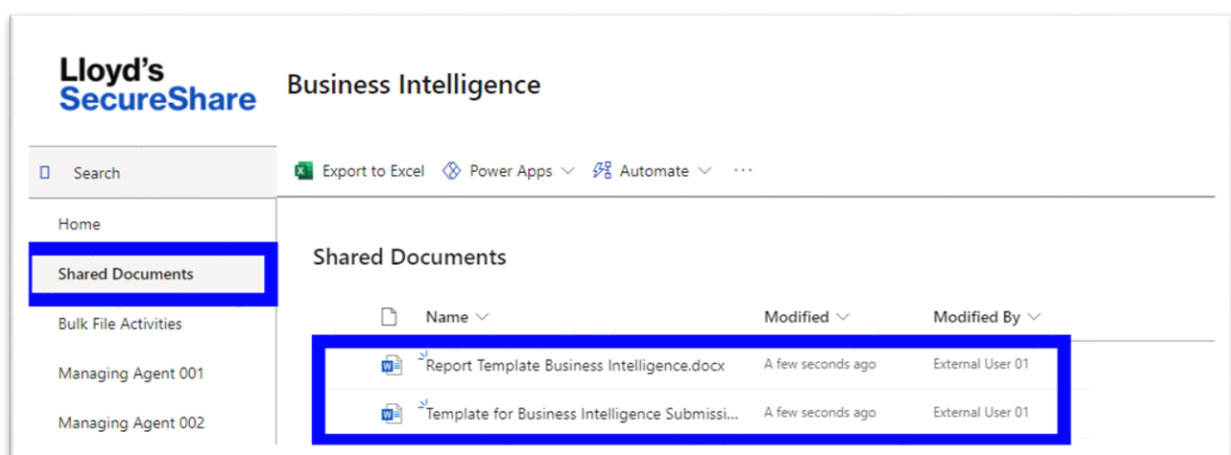 Lloyd's
SecureShare
Business Intelligence
Search
Export to Excel Power Apps Automate ...
Home
Shared Documents
Bulk File Activities
Managing Agent 001
Managing Agent 002
Shared Documents
Name Modified Modified By
Report Template Business Intelligence.docx A few seconds ago External User 01
Template for Business Intelligence Submissi... A few seconds ago External User 01